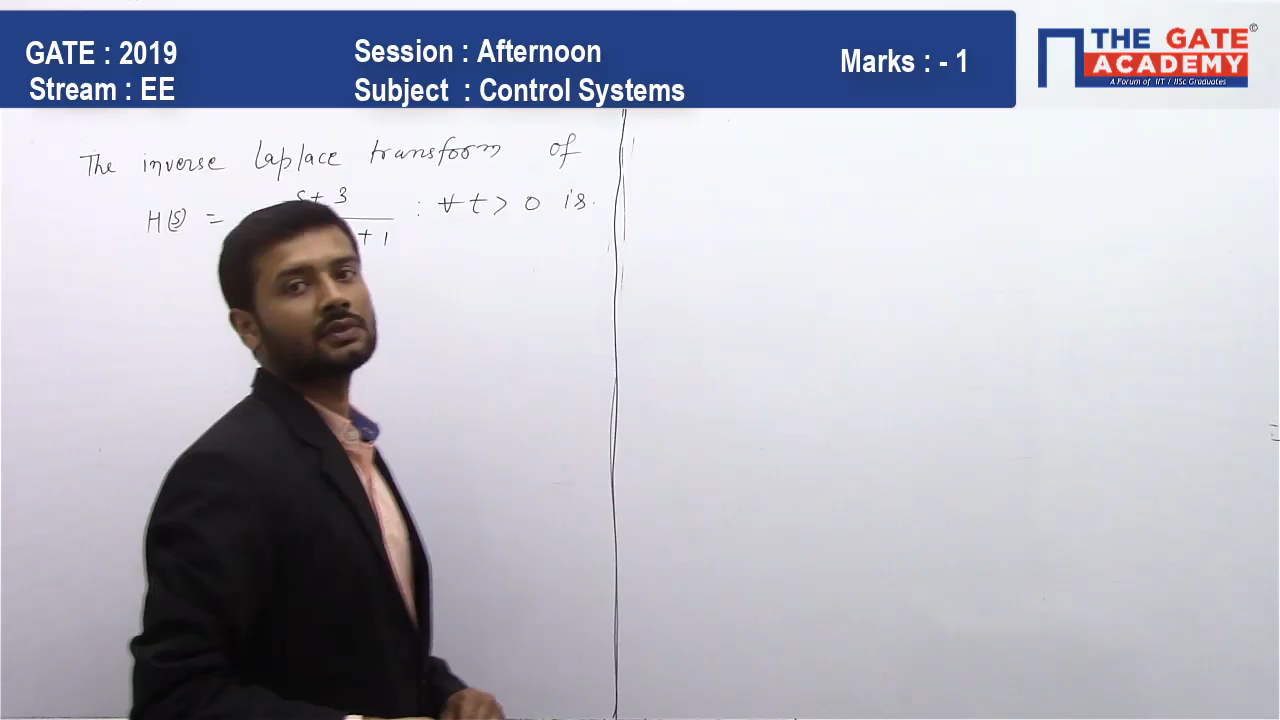 GATE : 2019
Stream : EE
Session : Afternoon
Subject : Control Systems
Marks : - 1
©
THE GATE
ACADEMY
A Forum of IIT / IISc Graduates
The inverse Laplace transform of
H(s) = s+ 3 : ∀ t > 0 is.
+ 1